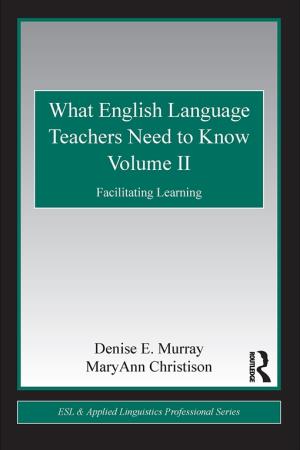 What English Language
Teachers Need to Know
Volume II
Facilitating Learning
Denise E. Murray
MaryAnn Christison
ROUTLEDGE
ESL & Applied Linguistics Professional Series